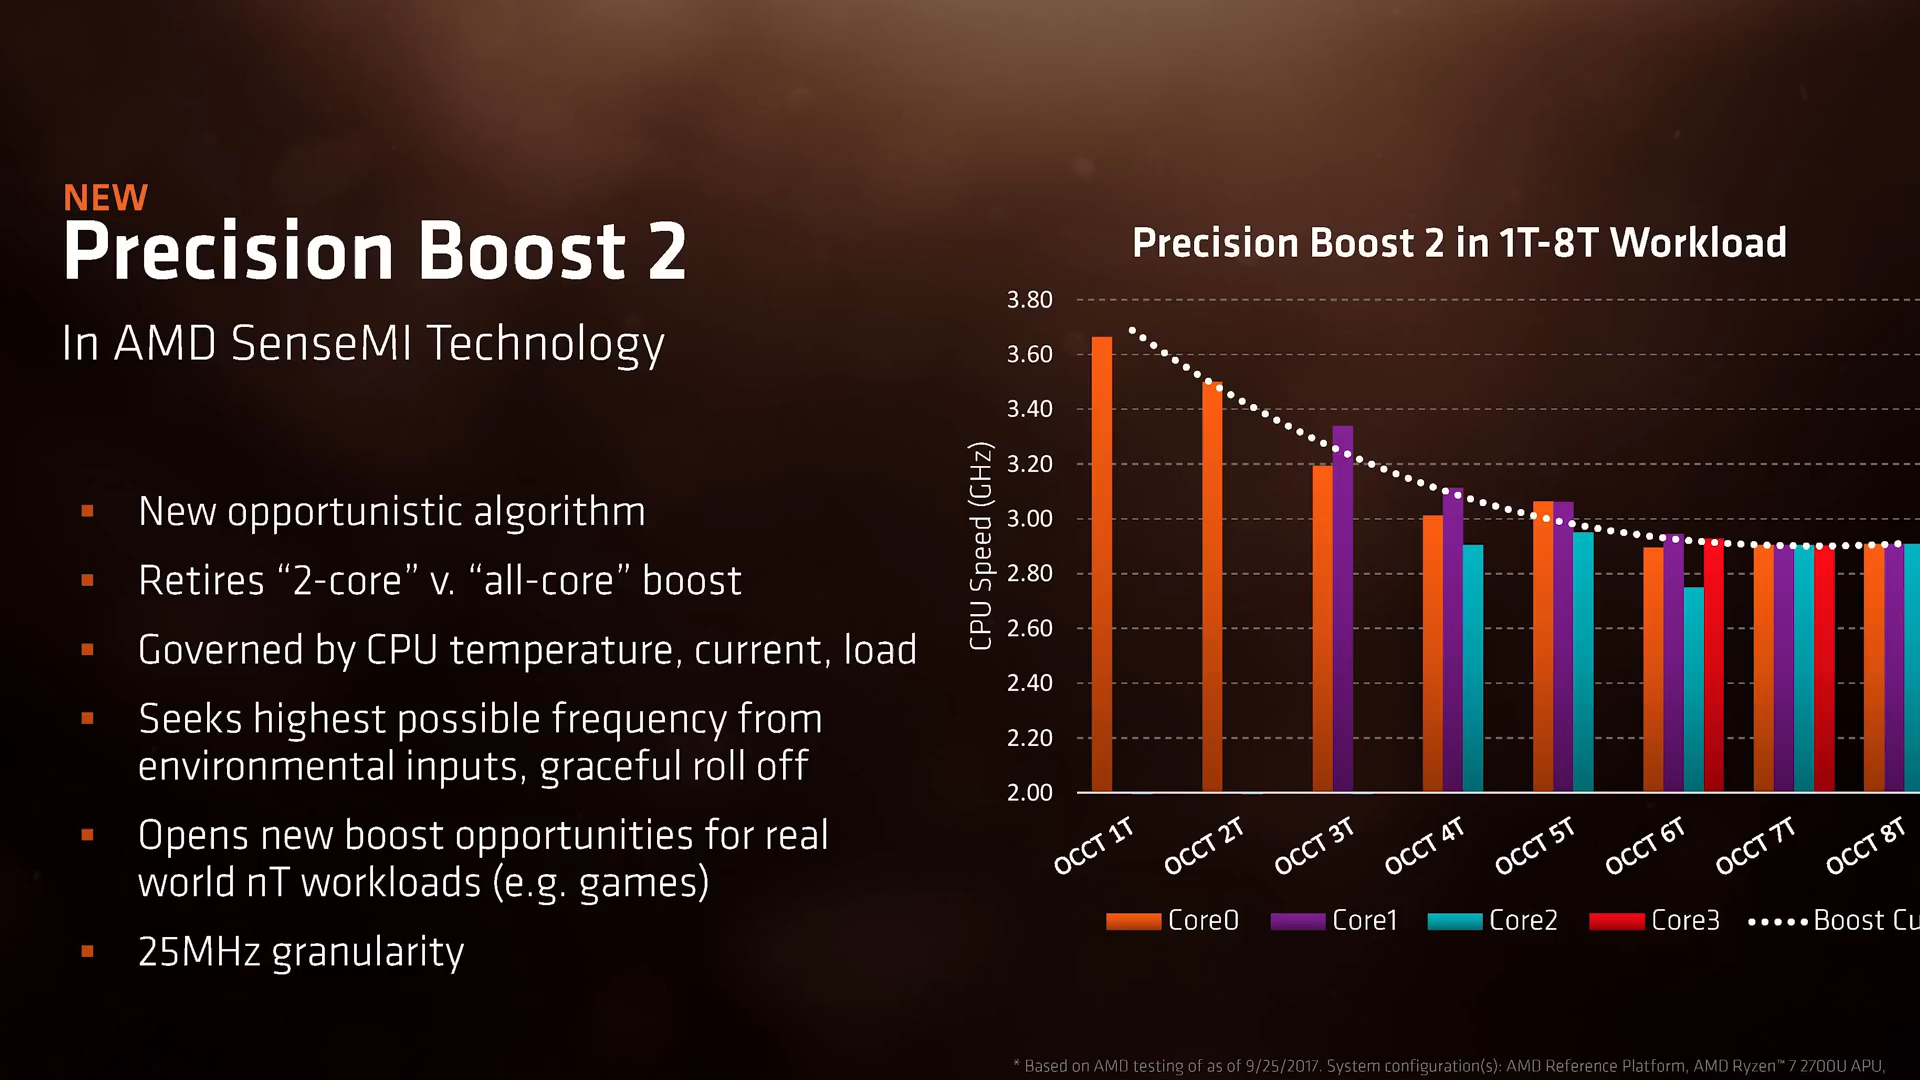 NEW
Precision Boost 2
In AMD SenseMI Technology
New opportunistic algorithm
Retires “2-core” v. “all-core” boost
Governed by CPU temperature, current, load
Seeks highest possible frequency from
environmental inputs, graceful roll off
Opens new boost opportunities for real
world nT workloads (e.g. games)
25MHz granularity
Precision Boost 2 in 1T-8T Workload
CPU Speed (GHz)
3.80
3.60
3.40
3.20
3.00
2.80
2.60
2.40
2.20
2.00
OCCT 1T
OCCT 2T
OCCT 3T
OCCT 4T
OCCT 5T
OCCT 6T
OCCT 7T
OCCT 8T
Core0 Core1 Core2 Core3 Boost Cu
* Based on AMD testing of as of 9/25/2017. System configuration(s): AMD Reference Platform, AMD Ryzen™ 7 2700U APU,